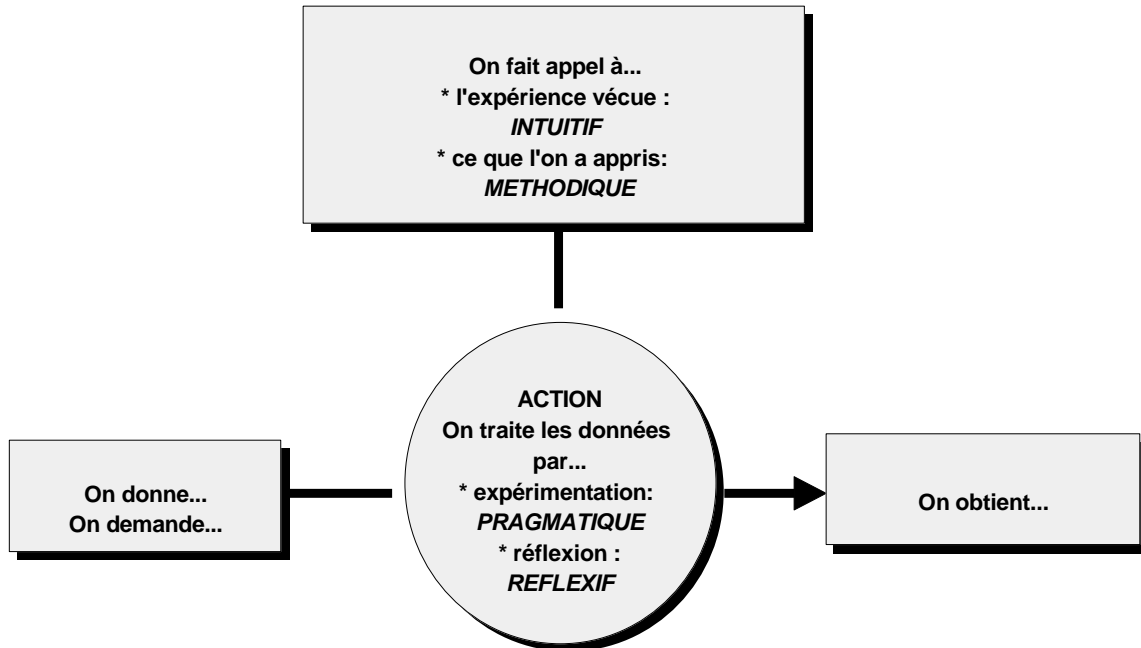 On fait appel à...
* l'expérience vécue :
INTUITIF
* ce que l'on a appris:
METHODIQUE
ACTION
On traite les données
par...
* expérimentation:
PRAGMATIQUE
* réflexion :
REFLEXIF
On donne...
On demande...
On obtient...